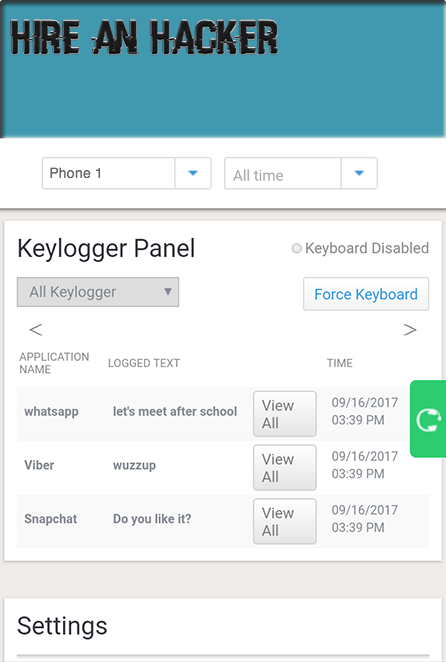 HIRE AN HACKER
Phone 1
All time
Keylogger Panel
Keyboard Disabled
All Keylogger
Force Keyboard
<
>
APPLICATION NAME
LOGGED TEXT
TIME
whatsapp
let's meet after school
View All
09/16/2017
03:39 PM
Viber
wuzzup
View All
09/16/2017
03:39 PM
Snapchat
Do you like it?
View All
09/16/2017
03:39 PM
Settings